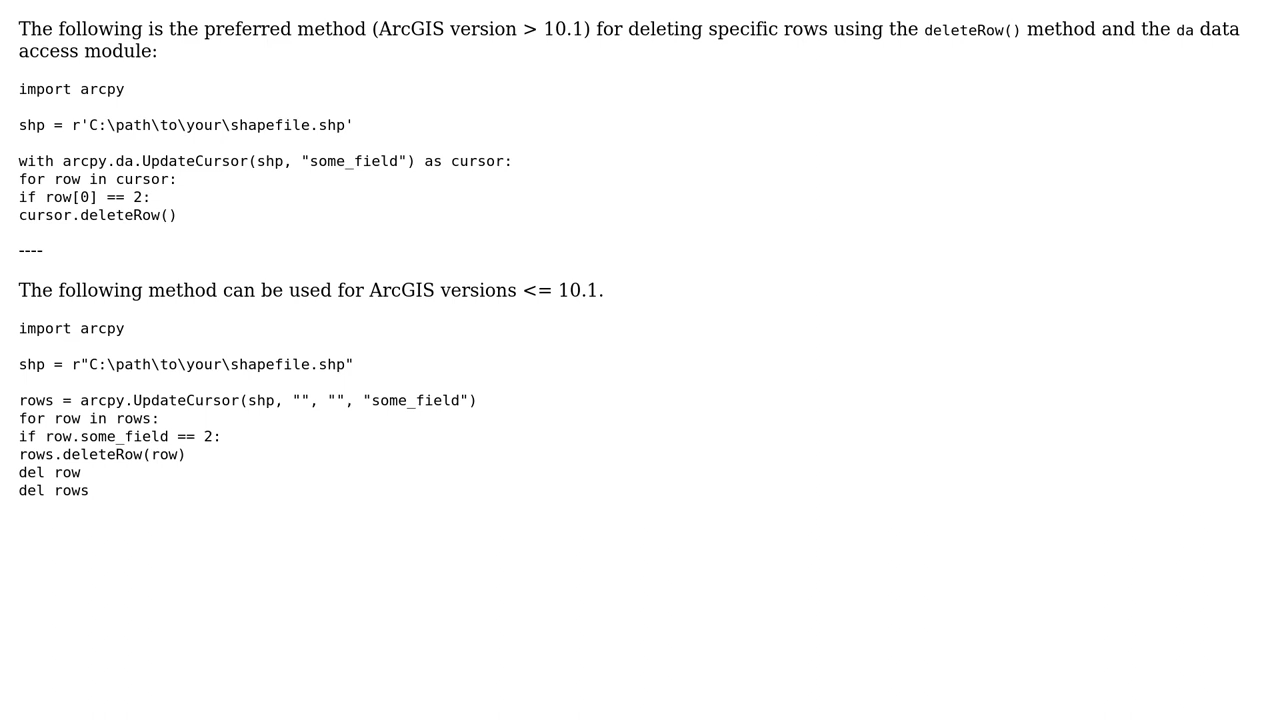 The following is the preferred method (ArcGIS version > 10.1) for deleting specific rows using the deleteRow() method and the da data
access module:
import arcpy
shp = r'C:\path\to\your\shapefile.shp'
with arcpy.da.UpdateCursor(shp, "some_field") as cursor:
for row in cursor:
if row[0] == 2:
cursor.deleteRow()
----
The following method can be used for ArcGIS versions <= 10.1.
import arcpy
shp = r"C:\path\to\your\shapefile.shp"
rows = arcpy.UpdateCursor(shp, "", "", "some_field")
for row in rows:
if row.some_field == 2:
rows.deleteRow(row)
del row
del rows